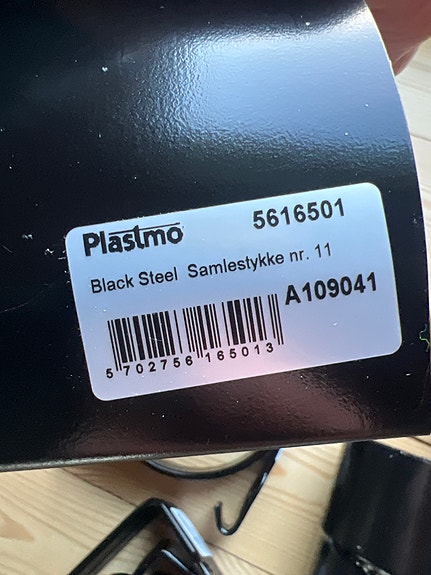 Plastmo 5616501
Black Steel Samlestykke nr. 11
A109041
5 702756 165013